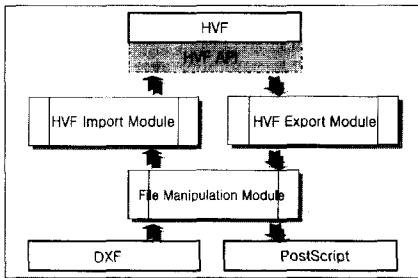 HVF
HVF API
HVF Import Module
HVF Export Module
File Manipulation Module
DXF
PostScript